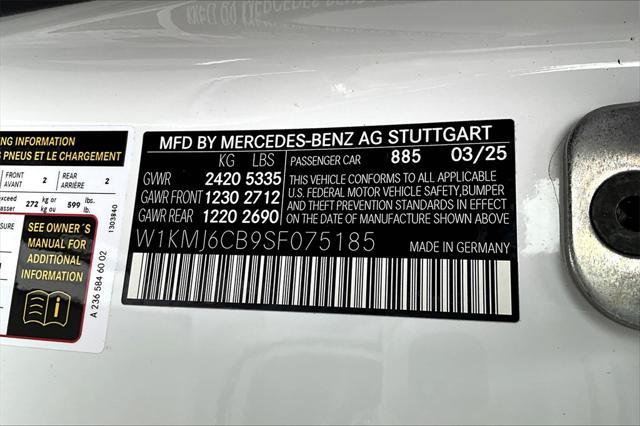 ING INFORMATION
PNEUS ET LE CHARGEMENT
FRONT 2 REAR 2
AVANT ARRIÈRE
272 kg or 599 lbs.
kg ou lb.
SEE OWNER'S
MANUAL FOR
ADDITIONAL
INFORMATION
1303840
A 236 584 60 02
MFD BY MERCEDES-BENZ AG STUTTGART
KG LBS PASSENGER CAR 885 03/25
GVWR 2420 5335
GAWR FRONT 1230 2712
GAWR REAR 1220 2690
THIS VEHICLE CONFORMS TO ALL APPLICABLE
U.S. FEDERAL MOTOR VEHICLE SAFETY, BUMPER
AND THEFT PREVENTION STANDARDS IN EFFECT
ON THE DATE OF MANUFACTURE SHOWN ABOVE.
W1KMJ6CB9SF075185 MADE IN GERMANY